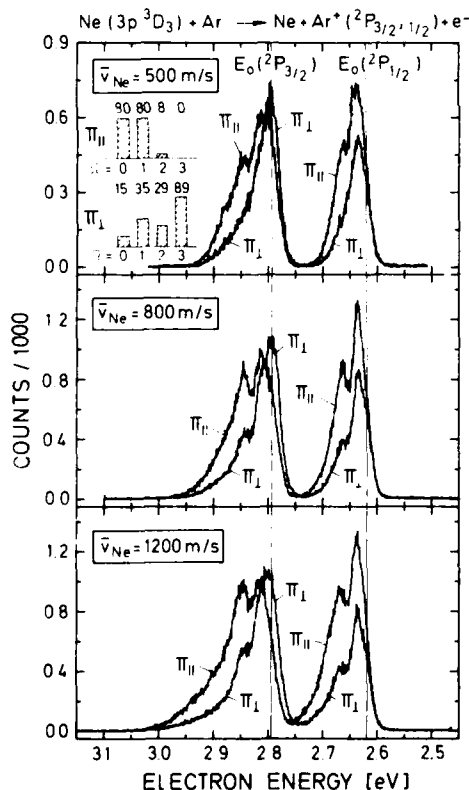 Ne (3p ³D₃) + Ar → Ne + Ar⁺ (²P₃/₂, ₁/₂) + e⁻
v̄Ne = 500 m/s
E₀(²P₃/₂) E₀(²P₁/₂)
0.9
0.6
0.3
0.0
90 80 8 0
π||
= 0 1 2 3
15 35 29 89
π⊥
= 0 1 2 3
π|| π⊥
π⊥
π||
π⊥
v̄Ne = 800 m/s
1.2
0.8
0.4
0.0
π⊥
π||
π⊥
π||
π⊥
v̄Ne = 1200 m/s
1.2
0.8
0.4
0.0
π⊥
π||
π⊥
π||
π⊥
COUNTS / 1000
3.1 3.0 2.9 2.8 2.7 2.6 2.5
ELECTRON ENERGY [eV]